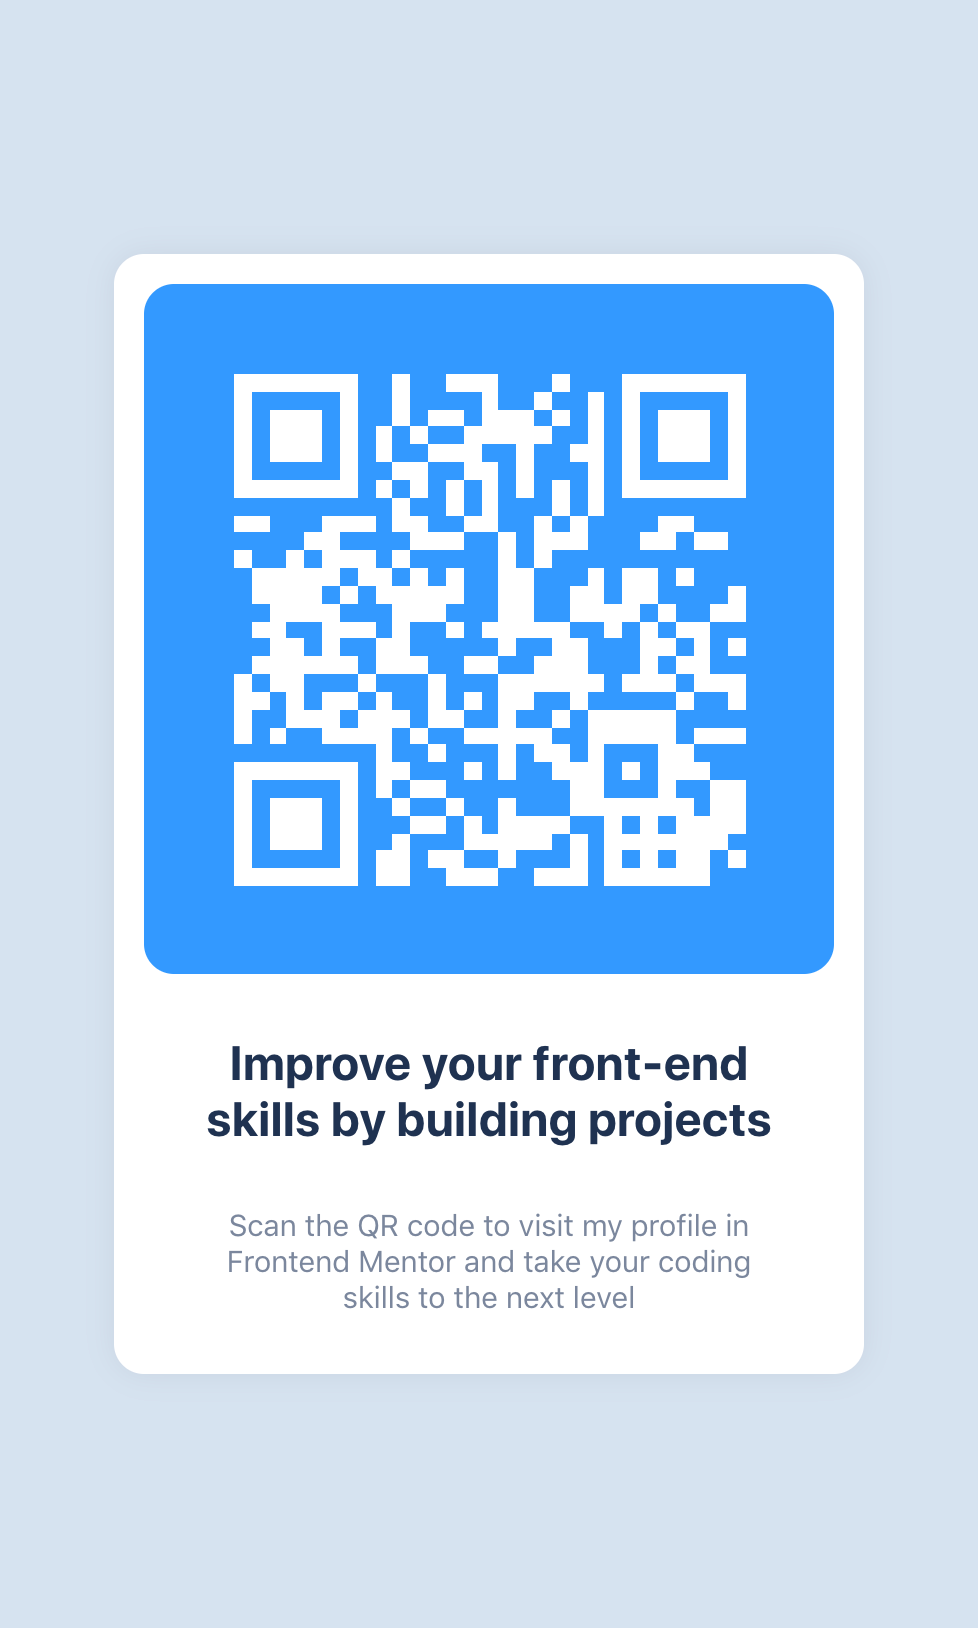 Improve your front-end
skills by building projects
Scan the QR code to visit my profile in
Frontend Mentor and take your coding
skills to the next level